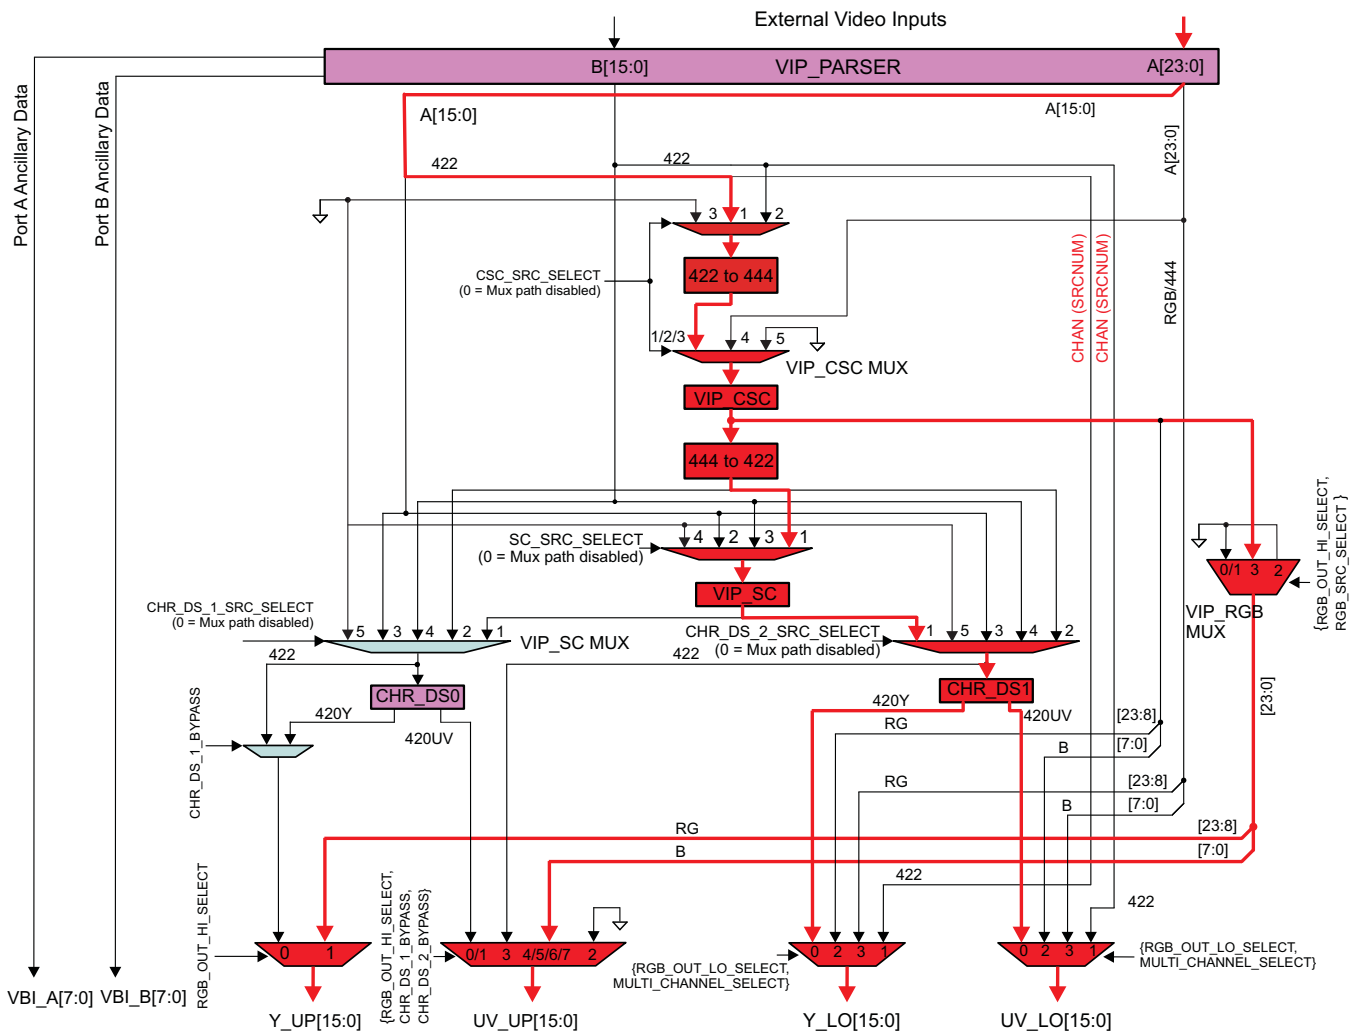 External Video Inputs
B[15:0]
VIP_PARSER
A[23:0]
Port A Ancillary Data
Port B Ancillary Data
A[15:0]
A[15:0]
A[23:0]
422
422
3 1 2
CSC_SRC_SELECT
(0 = Mux path disabled)
422 to 444
CHAN (SRCNUM)
CHAN (SRCNUM)
RGB/444
1/2/3 4 5
VIP_CSC MUX
VIP_CSC
444 to 422
SC_SRC_SELECT
(0 = Mux path disabled)
4 2 3 1
{RGB_OUT_HI_SELECT,
RGB_SRC_SELECT }
0/1 3 2
VIP_RGB
MUX
VIP_SC
CHR_DS_1_SRC_SELECT
(0 = Mux path disabled)
5 3 4 2 1
VIP_SC MUX
CHR_DS_2_SRC_SELECT
(0 = Mux path disabled)
1 5 3 4 2
422
422
CHR_DS0
CHR_DS1
[23:0]
CHR_DS_1_BYPASS
420Y
420UV
420Y
420UV
RG
[23:8]
B
[7:0]
RG
[23:8]
B
[7:0]
RG
[23:8]
B
[7:0]
422
422
RGB_OUT_HI_SELECT
0 1
{RGB_OUT_HI_SELECT,
CHR_DS_1_BYPASS,
CHR_DS_2_BYPASS}
0/1 3 4/5/6/7 2
{RGB_OUT_LO_SELECT,
MULTI_CHANNEL_SELECT}
0 2 3 1
0 2 3 1
{RGB_OUT_LO_SELECT,
MULTI_CHANNEL_SELECT}
VBI_A[7:0]
VBI_B[7:0]
Y_UP[15:0]
UV_UP[15:0]
Y_LO[15:0]
UV_LO[15:0]